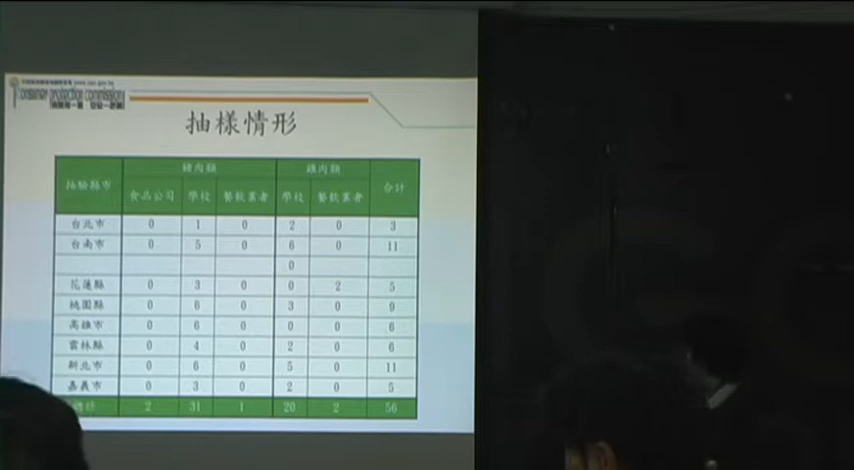 Consumer protection commission
抽樣情形
抽驗縣市 豬肉類 雞肉類 合計
食品公司 學校 餐飲業者 學校 餐飲業者
台北市 0 1 0 2 0 3
台南市 0 5 0 6 0 11
0
花蓮縣 0 3 0 0 2 5
桃園縣 0 6 0 3 0 9
高雄市 0 6 0 0 0 6
雲林縣 0 4 0 2 0 6
新北市 0 6 0 5 0 11
嘉義市 0 3 0 2 0 5
2 31 1 20 2 56